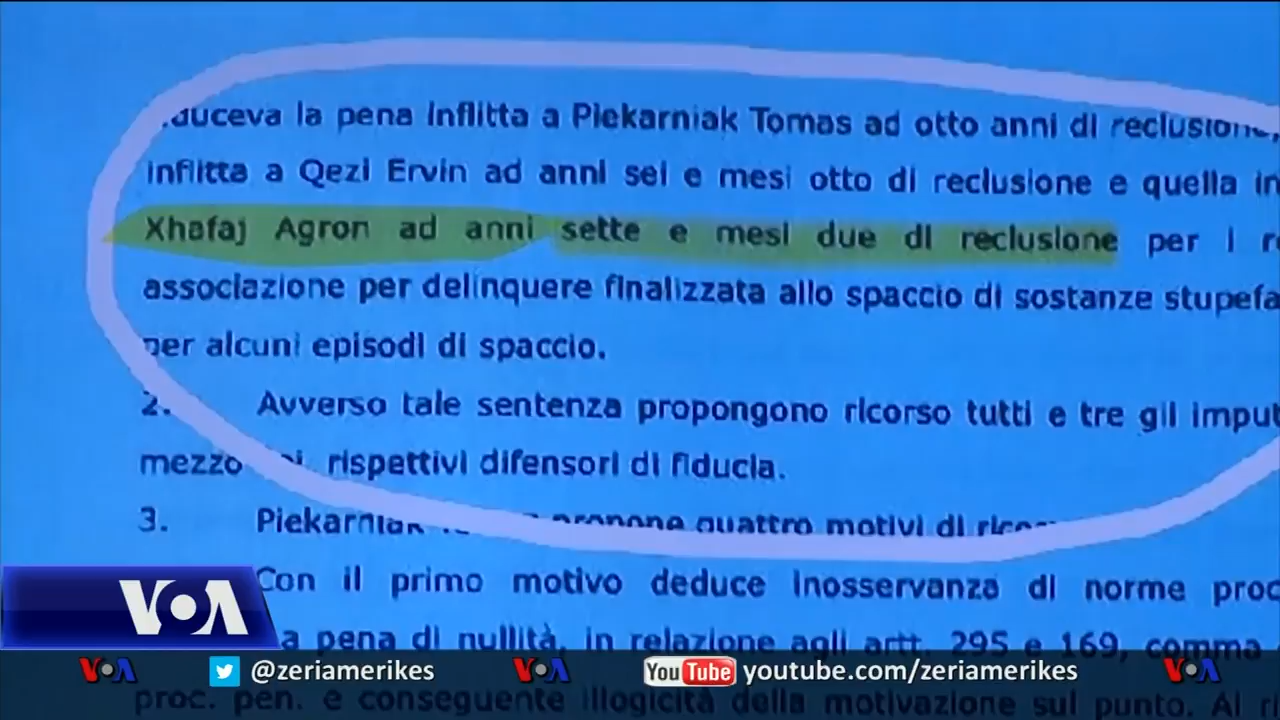 duceva la pena inflitta a Piekarniak Tomas ad otto anni di reclusione,
inflitta a Qezi Ervin ad anni sei e mesi otto di reclusione e quella
Xhafaj Agron ad anni sette e mesi due di reclusione per i
associazione per delinquere finalizzata allo spaccio di sostanze stupefa
per alcuni episodi di spaccio.
2. Avverso tale sentenza propongono ricorso tutti e tre gli imput
mezzo rispettivi difensori di fiducia.
3. Piekarniak propone quattro motivi di
Con il primo motivo deduce inosservanza di norme proc
a pena di nullità, in relazione agli artt. 295 e 169, comma
proc. pen. e conseguente illogicità della motivazione sul punto. Al
VOA
VOA @zeriamerikes VOA YouTube youtube.com/zeriamerikes VOA